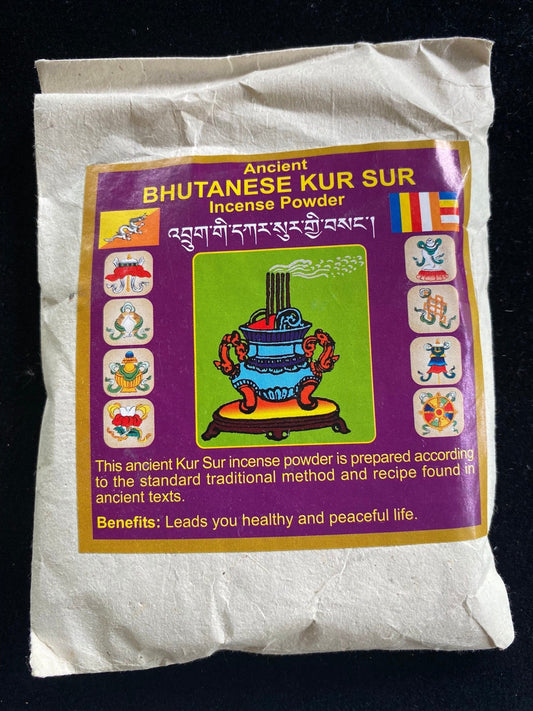 Ancient
BHUTANESE KUR SUR
Incense Powder
འབྲུག་གི་དཀར་སུར་གྱི་བསང་།
This ancient Kur Sur incense powder is prepared according
to the standard traditional method and recipe found in
ancient texts.
Benefits: Leads you healthy and peaceful life.